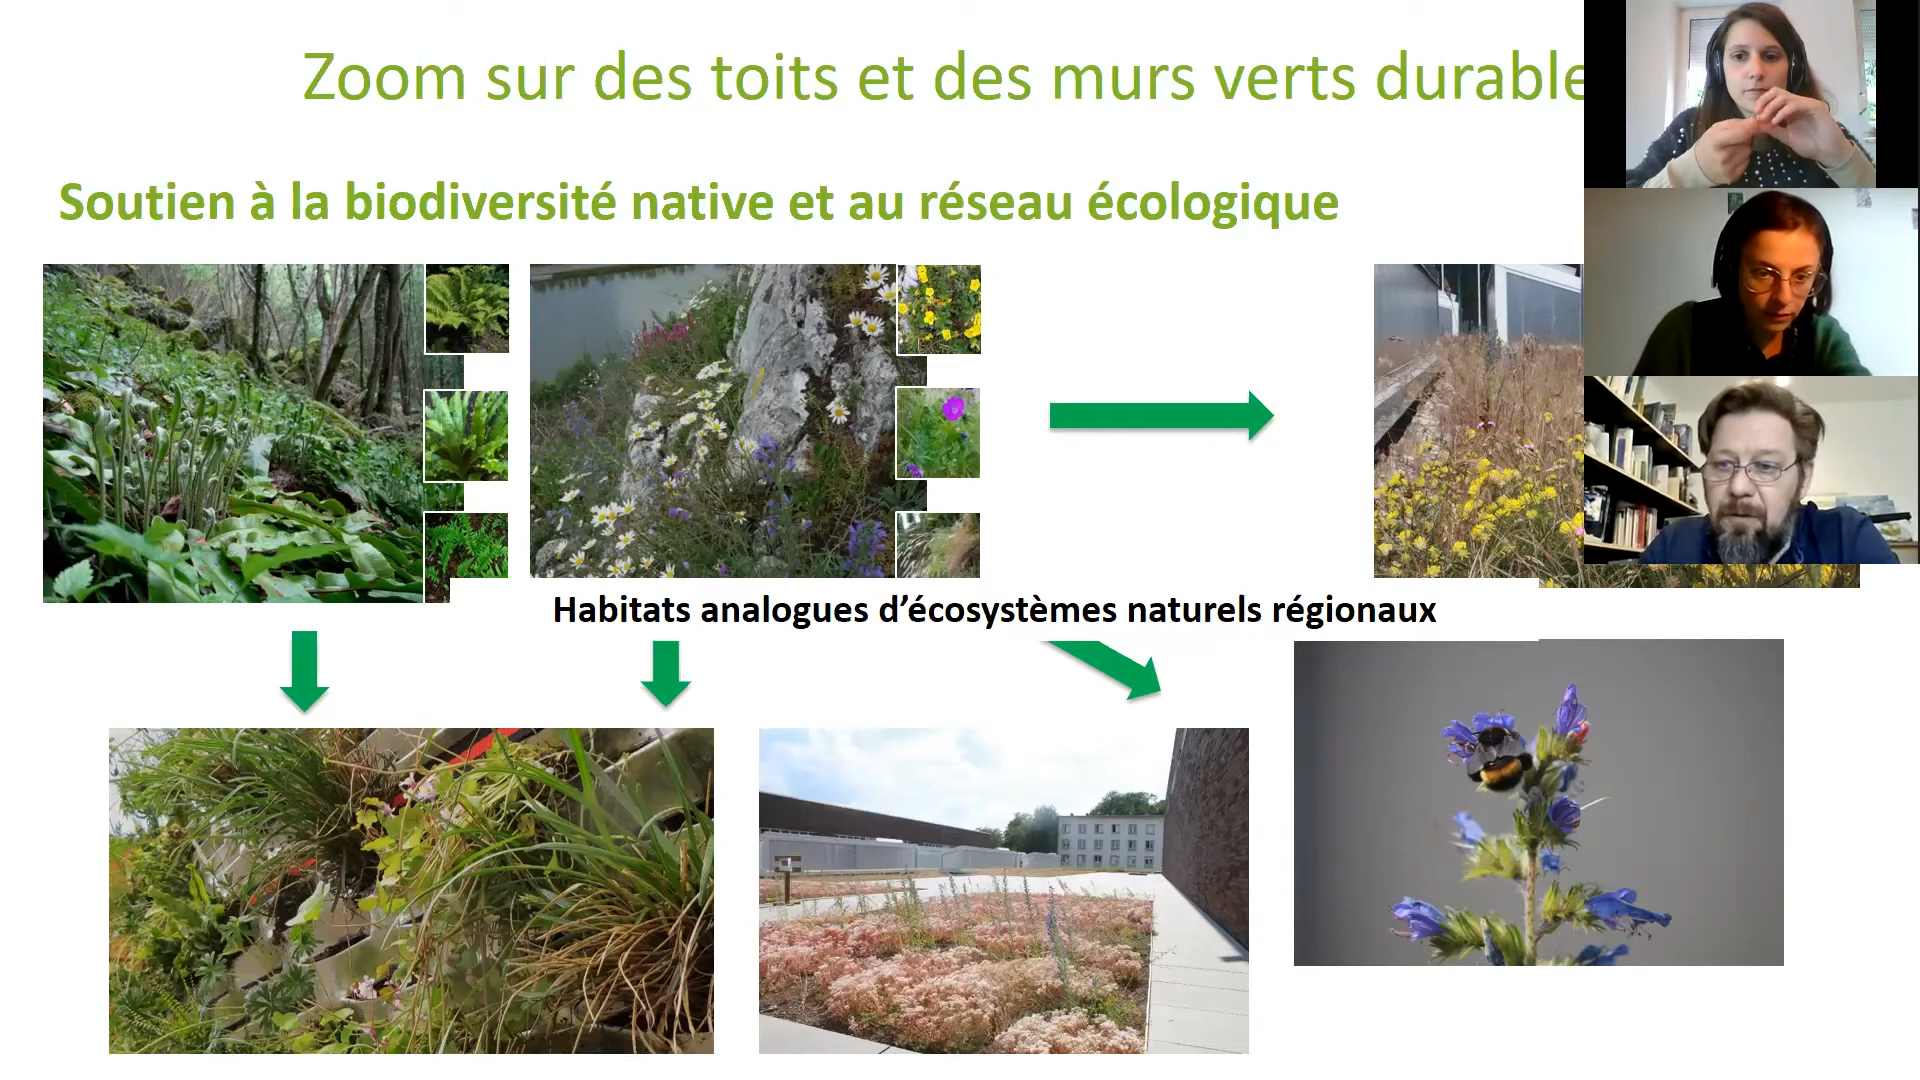 Zoom sur des toits et des murs verts durable
Soutien à la biodiversité native et au réseau écologique
Habitats analogues d’écosystèmes naturels régionaux